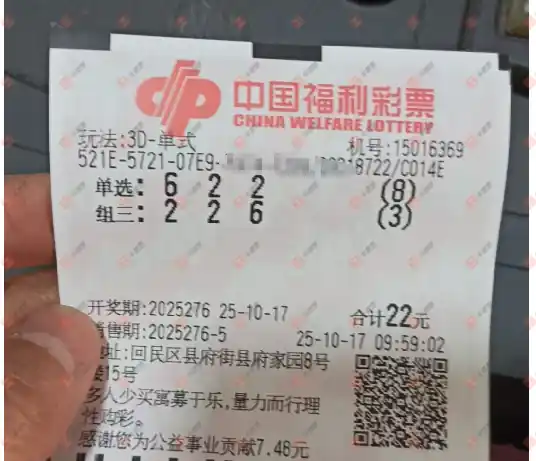 中国福利彩票
CHINA WELFARE LOTTERY
玩法:3D-单式 机号:15016369
521E-5721-07E9- 8722/C014E
单选: 6 2 2 (8)
组三: 2 2 6 (3)
开奖期:2025276 25-10-17 合计22元
售期:2025276-5 25-10-17 09:59:02
址:回民区县府街县府家园8号
15号
多人少买寓募于乐,量力而行理
性购彩。
感谢您为公益事业贡献7.48元